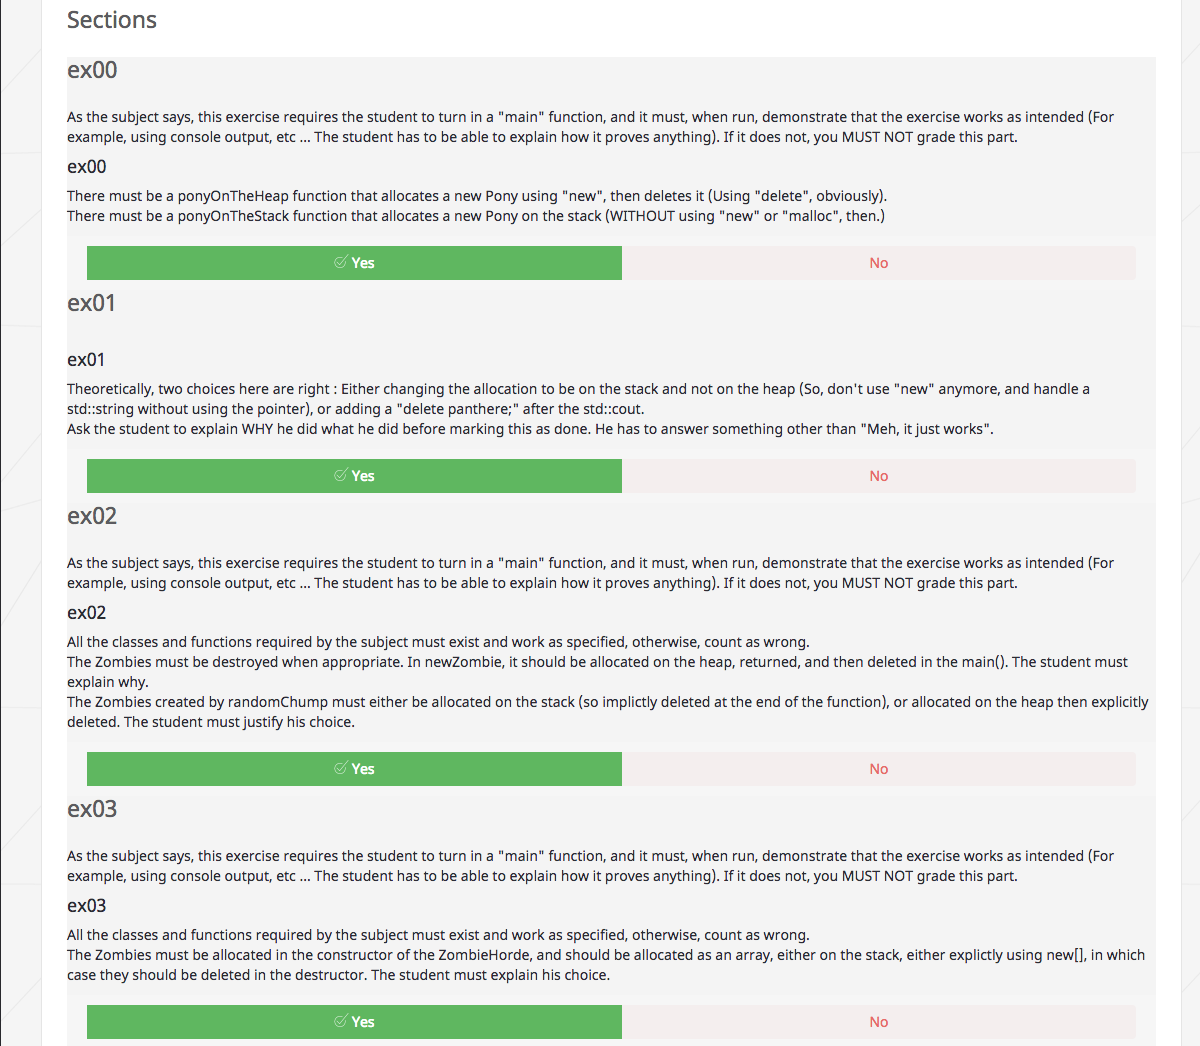 Sections
ex00
As the subject says, this exercise requires the student to turn in a "main" function, and it must, when run, demonstrate that the exercise works as intended (For
example, using console output, etc ... The student has to be able to explain how it proves anything). If it does not, you MUST NOT grade this part.
ex00
There must be a ponyOnTheHeap function that allocates a new Pony using "new", then deletes it (Using "delete", obviously).
There must be a ponyOnTheStack function that allocates a new Pony on the stack (WITHOUT using "new" or "malloc", then.)
Yes
No
ex01
ex01
Theoretically, two choices here are right : Either changing the allocation to be on the stack and not on the heap (So, don't use "new" anymore, and handle a
std::string without using the pointer), or adding a "delete panthere;" after the std::cout.
Ask the student to explain WHY he did what he did before marking this as done. He has to answer something other than "Meh, it just works".
Yes
No
ex02
As the subject says, this exercise requires the student to turn in a "main" function, and it must, when run, demonstrate that the exercise works as intended (For
example, using console output, etc ... The student has to be able to explain how it proves anything). If it does not, you MUST NOT grade this part.
ex02
All the classes and functions required by the subject must exist and work as specified, otherwise, count as wrong.
The Zombies must be destroyed when appropriate. In newZombie, it should be allocated on the heap, returned, and then deleted in the main(). The student must
explain why.
The Zombies created by randomChump must either be allocated on the stack (so implicitly deleted at the end of the function), or allocated on the heap then explicitly
deleted. The student must justify his choice.
Yes
No
ex03
As the subject says, this exercise requires the student to turn in a "main" function, and it must, when run, demonstrate that the exercise works as intended (For
example, using console output, etc ... The student has to be able to explain how it proves anything). If it does not, you MUST NOT grade this part.
ex03
All the classes and functions required by the subject must exist and work as specified, otherwise, count as wrong.
The Zombies must be allocated in the constructor of the ZombieHorde, and should be allocated as an array, either on the stack, either explictly using new[], in which
case they should be deleted in the destructor. The student must explain his choice.
Yes
No